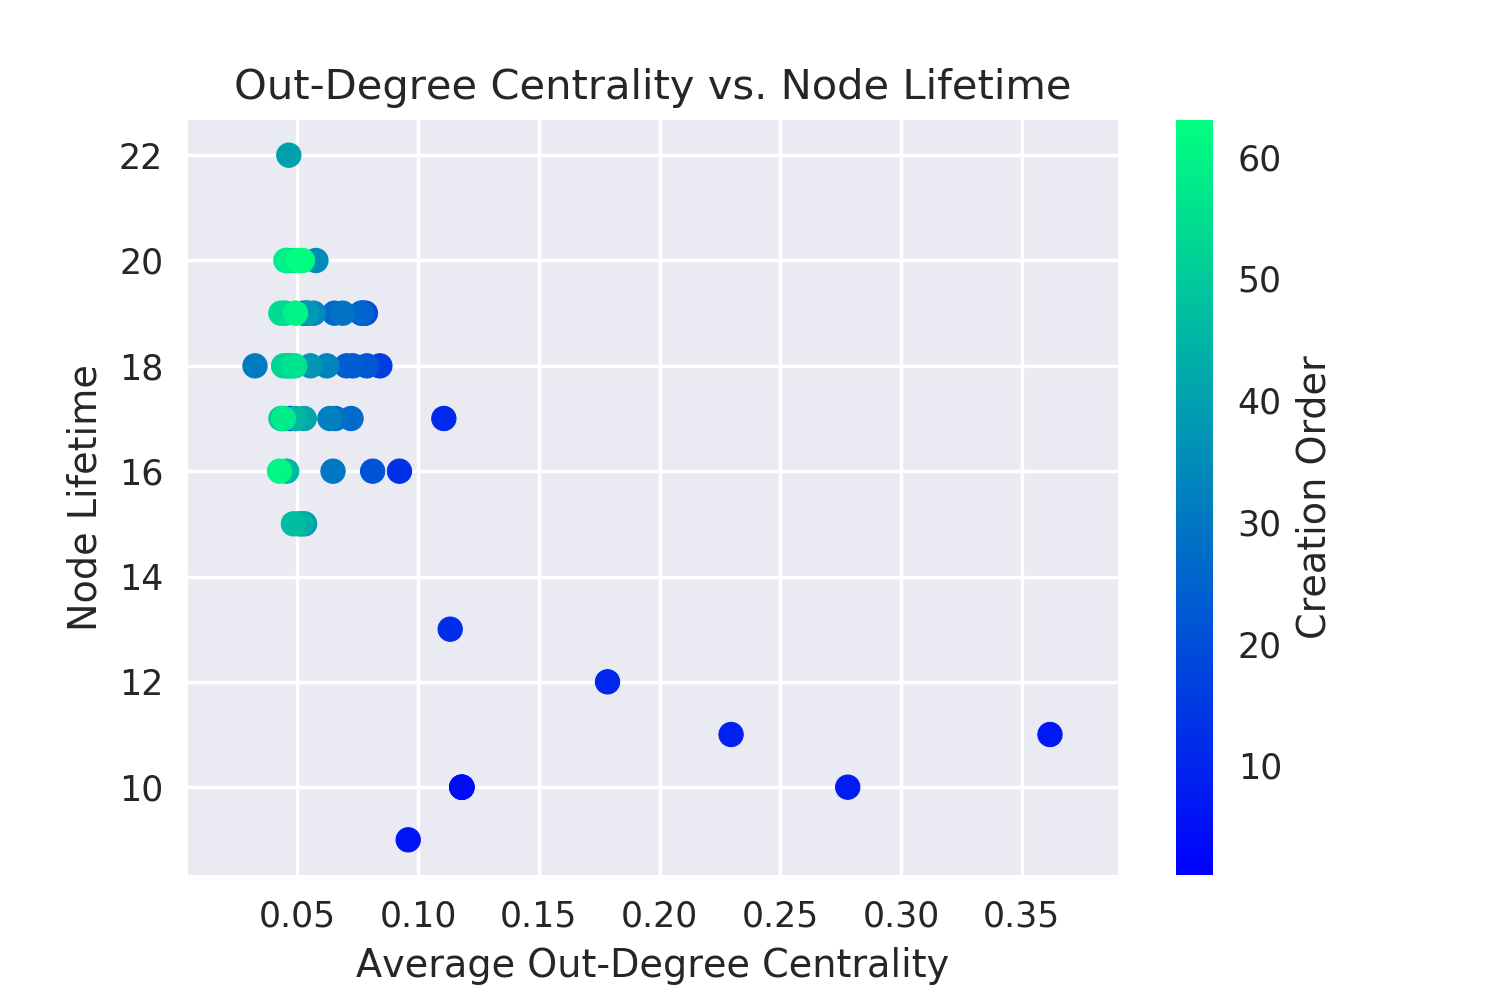 Out-Degree Centrality vs. Node Lifetime
22
20
18
16
14
12
10
Node Lifetime
0.05 0.10 0.15 0.20 0.25 0.30 0.35
Average Out-Degree Centrality
60
50
40
30
20
10
Creation Order